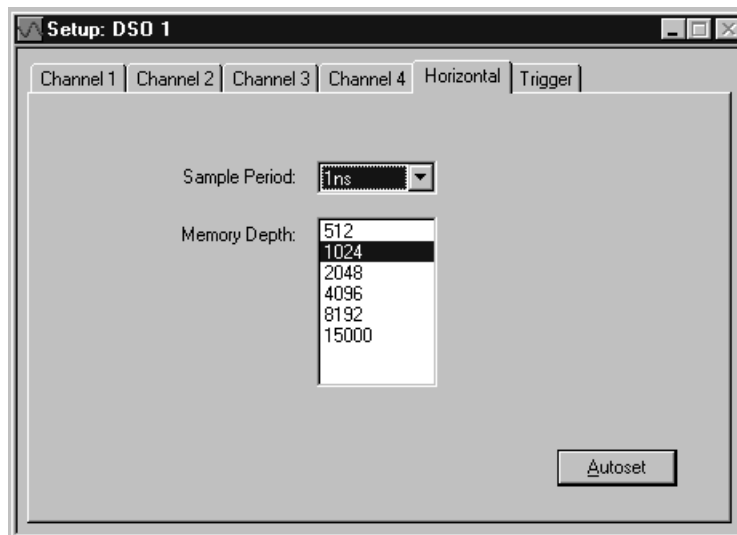 Setup: DSO 1
Channel 1 Channel 2 Channel 3 Channel 4 Horizontal Trigger
Sample Period: 1ns
Memory Depth:
512
1024
2048
4096
8192
15000
Autoset